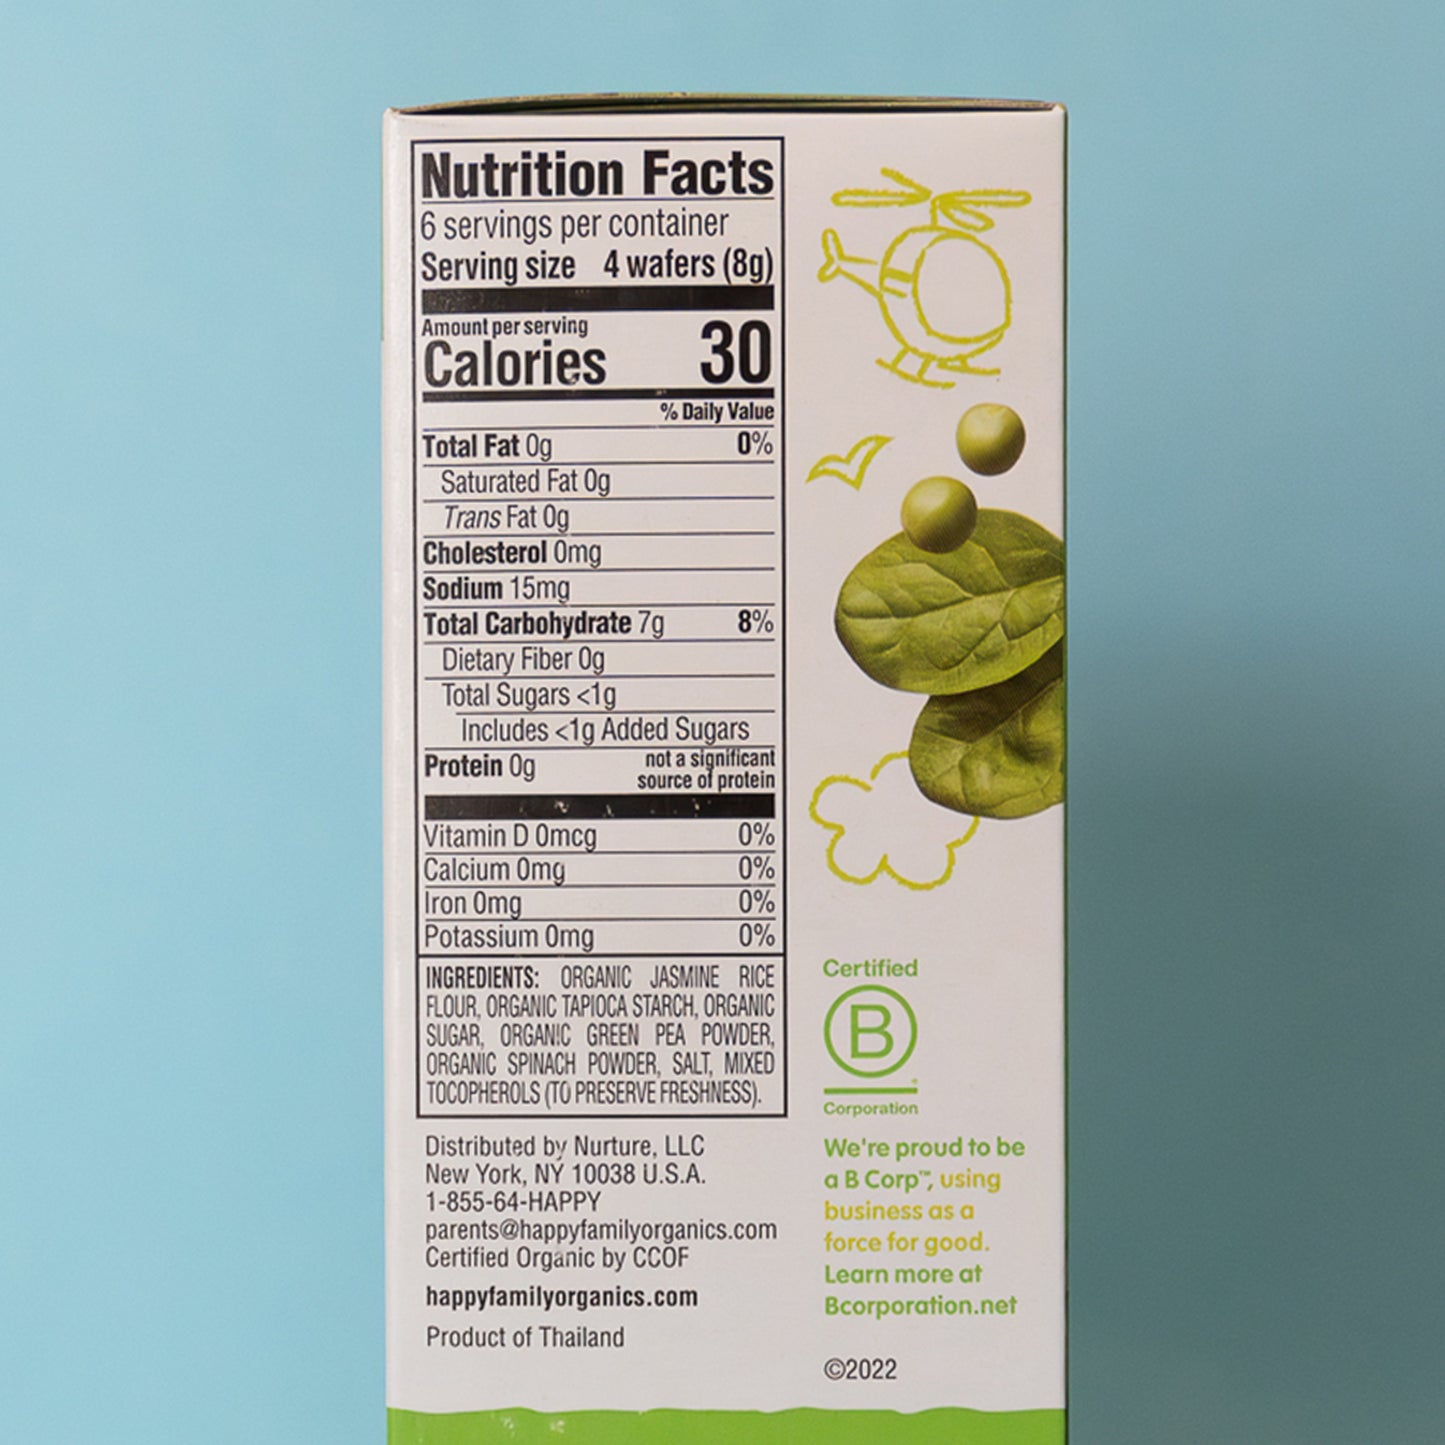 Nutrition Facts
6 servings per container
Serving size 4 wafers (8g)
Amount per serving
Calories 30
% Daily Value
Total Fat 0g 0%
Saturated Fat 0g
Trans Fat 0g
Cholesterol 0mg
Sodium 15mg
Total Carbohydrate 7g 8%
Dietary Fiber 0g
Total Sugars <1g
Includes <1g Added Sugars
Protein 0g not a significant
source of protein
Vitamin D 0mcg 0%
Calcium 0mg 0%
Iron 0mg 0%
Potassium 0mg 0%
INGREDIENTS: ORGANIC JASMINE RICE
FLOUR, ORGANIC TAPIOCA STARCH, ORGANIC
SUGAR, ORGANIC GREEN PEA POWDER,
ORGANIC SPINACH POWDER, SALT, MIXED
TOCOPHEROLS (TO PRESERVE FRESHNESS).
Distributed by Nurture, LLC
New York, NY 10038 U.S.A.
1-855-64-HAPPY
parents@happyfamilyorganics.com
Certified Organic by CCOF
happyfamilyorganics.com
Product of Thailand
Certified
B
Corporation
We're proud to be
a B Corp™, using
business as a
force for good.
Learn more at
Bcorporation.net
©2022